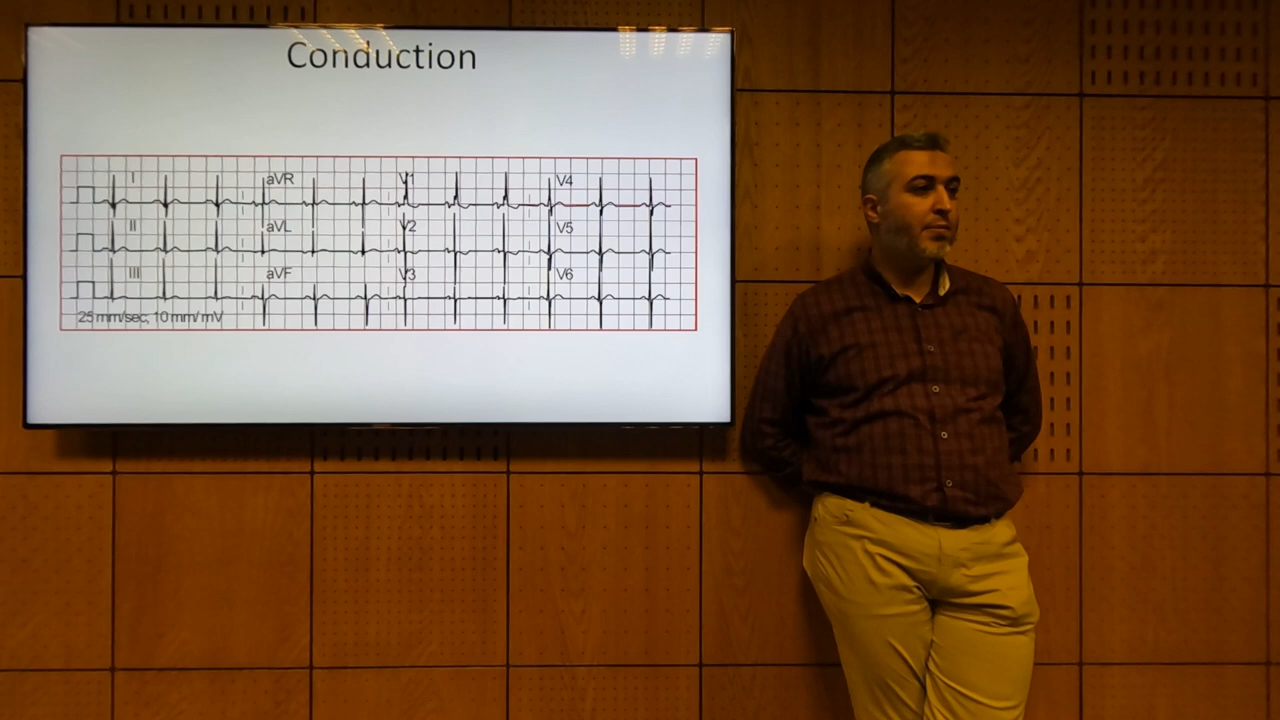 Conduction
I aVR V1 V4
II aVL V2 V5
III aVF V3 V6
25 mm/sec; 10 mm/mV